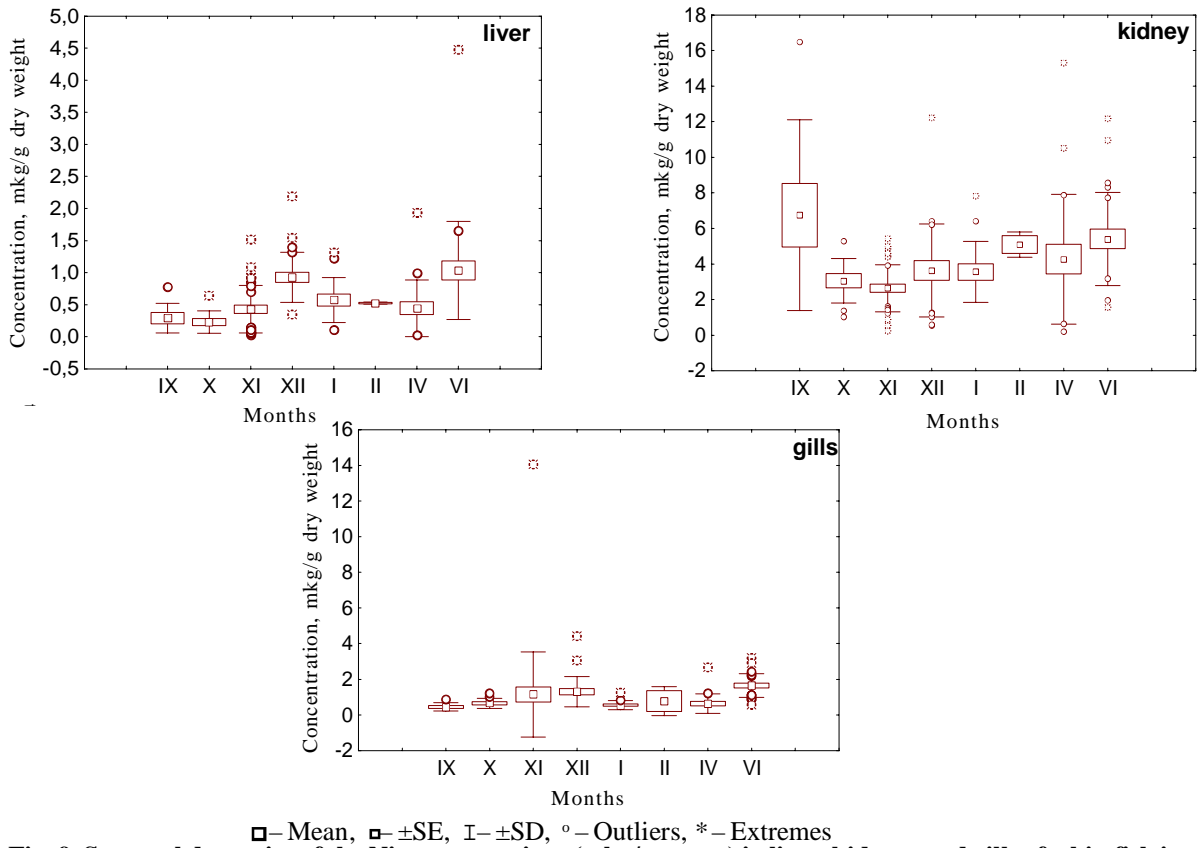 liver
Concentration, mkg/g dry weight
5,0
4,5
4,0
3,5
3,0
2,5
2,0
1,5
1,0
0,5
0,0
-0,5
IX X XI XII I II IV VI
Months
kidney
Concentration, mkg/g dry weight
18
16
14
12
10
8
6
4
2
0
-2
IX X XI XII I II IV VI
Months
gills
Concentration, mkg/g dry weight
16
14
12
10
8
6
4
2
0
-2
IX X XI XII I II IV VI
Months
– Mean, – ±SE, – ±SD, ° – Outliers, * – Extremes